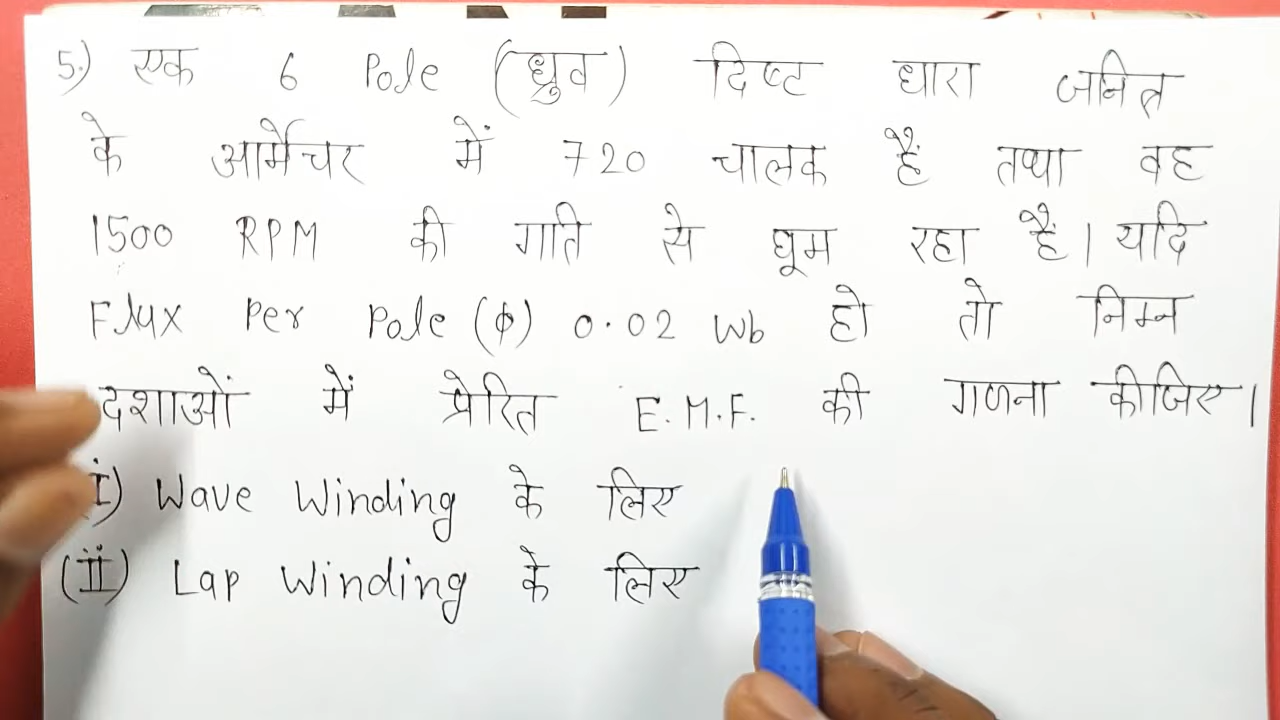 5.) एक 6 Pole (ध्रुव) दिष्ट धारा जनित्र
के आर्मेचर में 720 चालक हैं तथा वह
1500 RPM की गति से घूम रहा है। यदि
Flux Per Pole (ϕ) 0.02 Wb हो तो निम्न
दशाओं में प्रेरित E.M.F. की गणना कीजिए।
(i) Wave Winding के लिए
(ii) Lap Winding के लिए